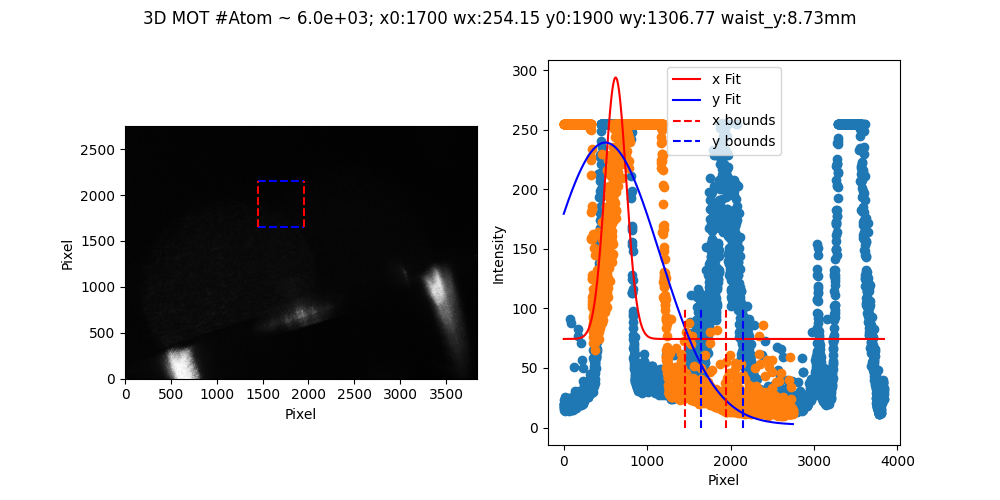 3D MOT #Atom ~ 6.0e+03; x0:1700 wx:254.15 y0:1900 wy:1306.77 waist_y:8.73mm
Pixel
2500
2000
1500
1000
500
0
0 500 1000 1500 2000 2500 3000 3500
Pixel
Intensity
300
250
200
150
100
50
0
x Fit
y Fit
x bounds
y bounds
0 1000 2000 3000 4000
Pixel